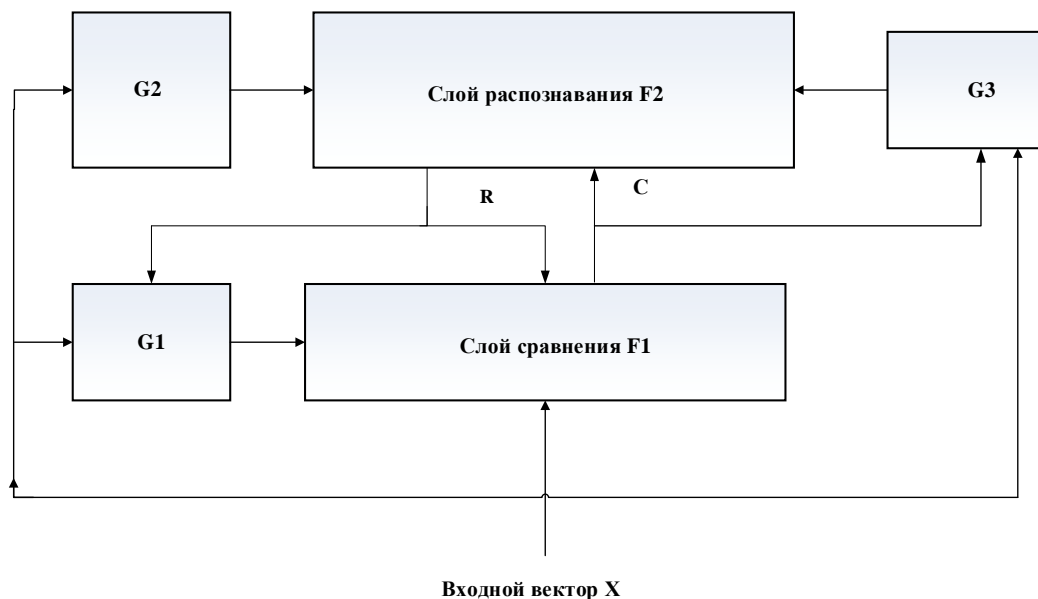 G2
Слой распознавания F2
G3
R
C
G1
Слой сравнения F1
Входной вектор X